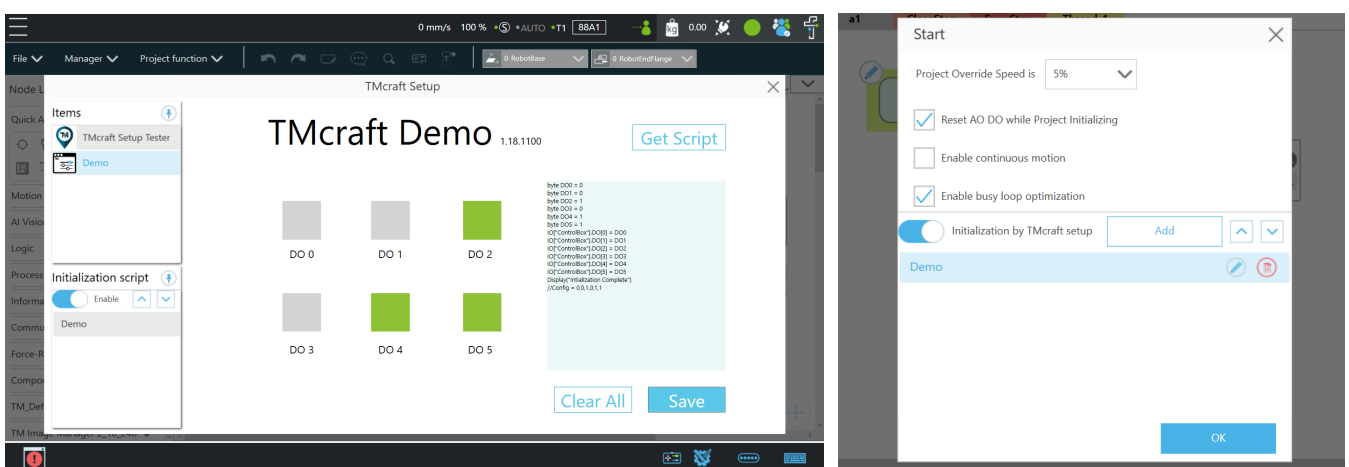 0 mm/s 100 % •Ⓢ •AUTO •T1 88A1 kg 0.00
File Manager Project function 0 RobotBase 0 RobotEndFlange
Node L
Quick A
Motion
AI Visio
Logic
Process
Informa
Commu
Force-R
Compo
TM_Def
TMcraft Setup
Items
TMcraft Setup Tester
Demo
Initialization script
Enable
Demo
TMcraft Demo 1.18.1100
Get Script
DO 0 DO 1 DO 2
DO 3 DO 4 DO 5
byte DO0 = 0
byte DO1 = 0
byte DO2 = 1
byte DO3 = 0
byte DO4 = 1
byte DO5 = 1
IO["ControlBox"].DO[0] = DO0
IO["ControlBox"].DO[1] = DO1
IO["ControlBox"].DO[2] = DO2
IO["ControlBox"].DO[3] = DO3
IO["ControlBox"].DO[4] = DO4
IO["ControlBox"].DO[5] = DO5
Display("Intialization Complete")
//Config = 0,0,1,0,1,1
Clear All Save
a1
Start
Project Override Speed is 5%
Reset AO DO while Project Initializing
Enable continuous motion
Enable busy loop optimization
Initialization by TMcraft setup Add
Demo
OK